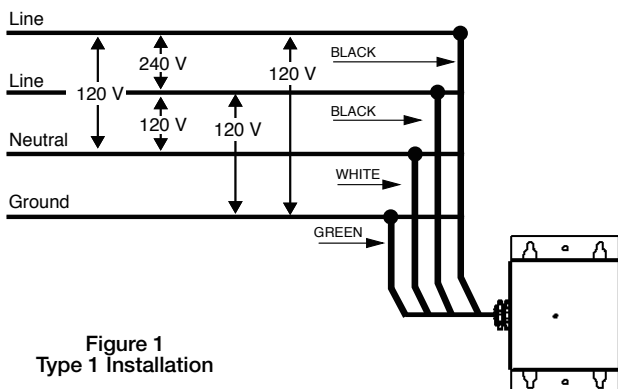 Line
BLACK
240 V
120 V
Line
120 V
BLACK
120 V
120 V
Neutral
WHITE
Ground
GREEN
Figure 1
Type 1 Installation